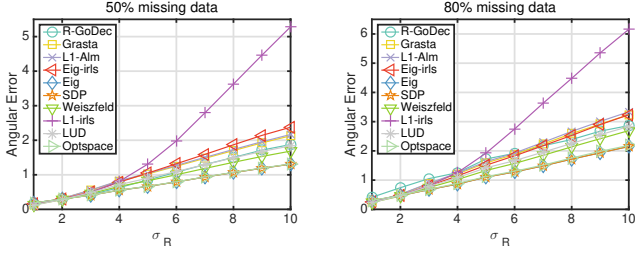 50% missing data
Angular Error
5
4
3
2
1
0
R-GoDec
Grasta
L1-Alm
Eig-irls
Eig
SDP
Weiszfeld
L1-irls
LUD
Optspace
2 4 6 8 10
σ R
80% missing data
Angular Error
6
5
4
3
2
1
0
R-GoDec
Grasta
L1-Alm
Eig-irls
Eig
SDP
Weiszfeld
L1-irls
LUD
Optspace
2 4 6 8 10
σ R